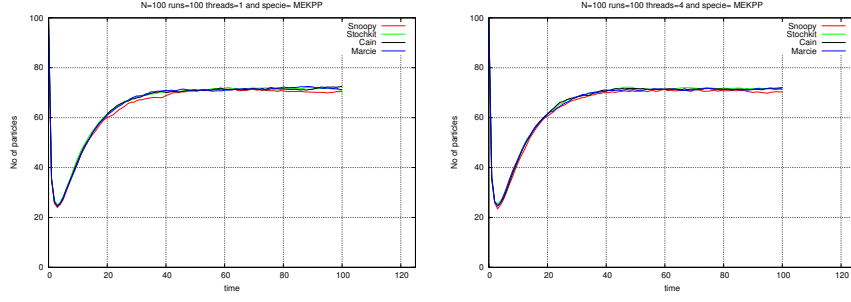 N=100 runs=100 threads=1 and specie= MEKPP
Snoopy
Stochkit
Cain
Marcie
No of particles
100
80
60
40
20
0
0 20 40 60 80 100 120
time
N=100 runs=100 threads=4 and specie= MEKPP
Snoopy
Stochkit
Cain
Marcie
No of particles
100
80
60
40
20
0
0 20 40 60 80 100 120
time